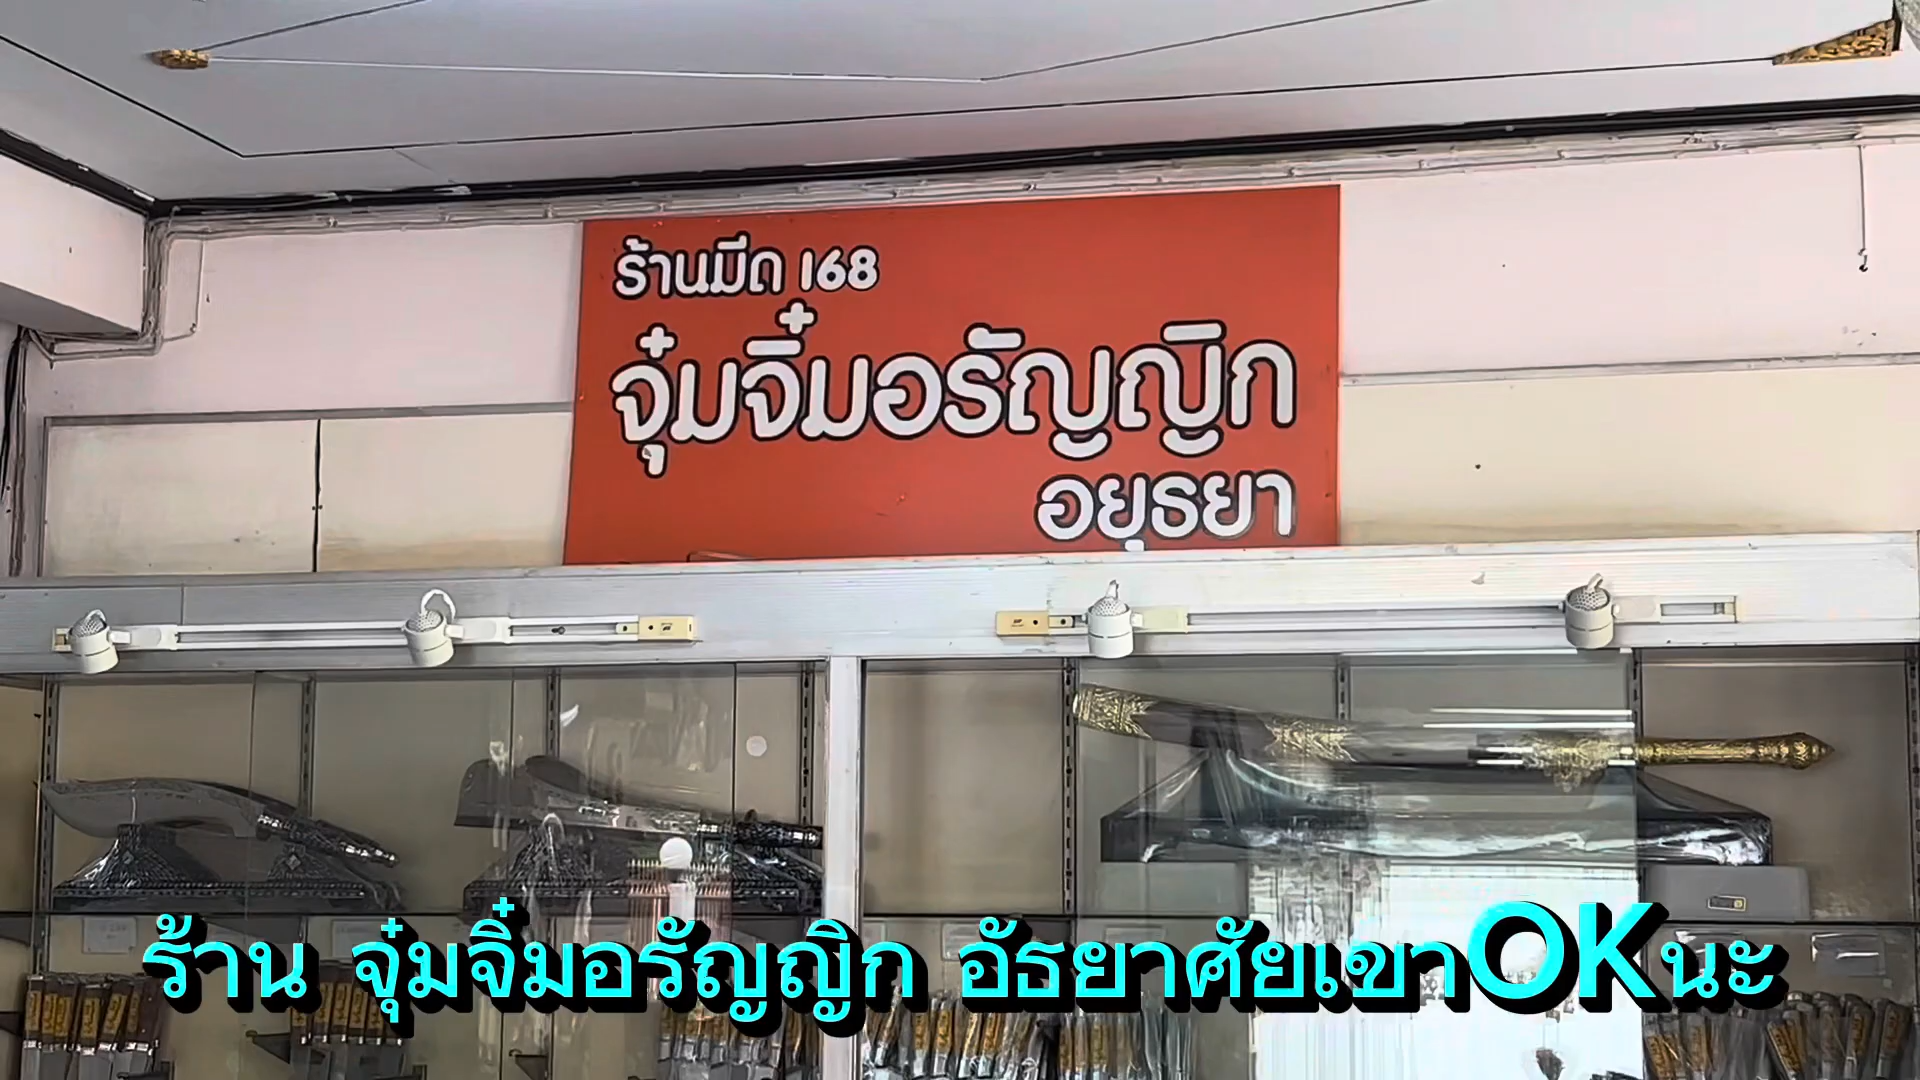 ร้านมีด 168
จุ๋มจิ๋มอรัญญิก
อยุธยา
ร้าน จุ๋มจิ๋มอรัญญิก อัธยาศัยเขาOKนะ